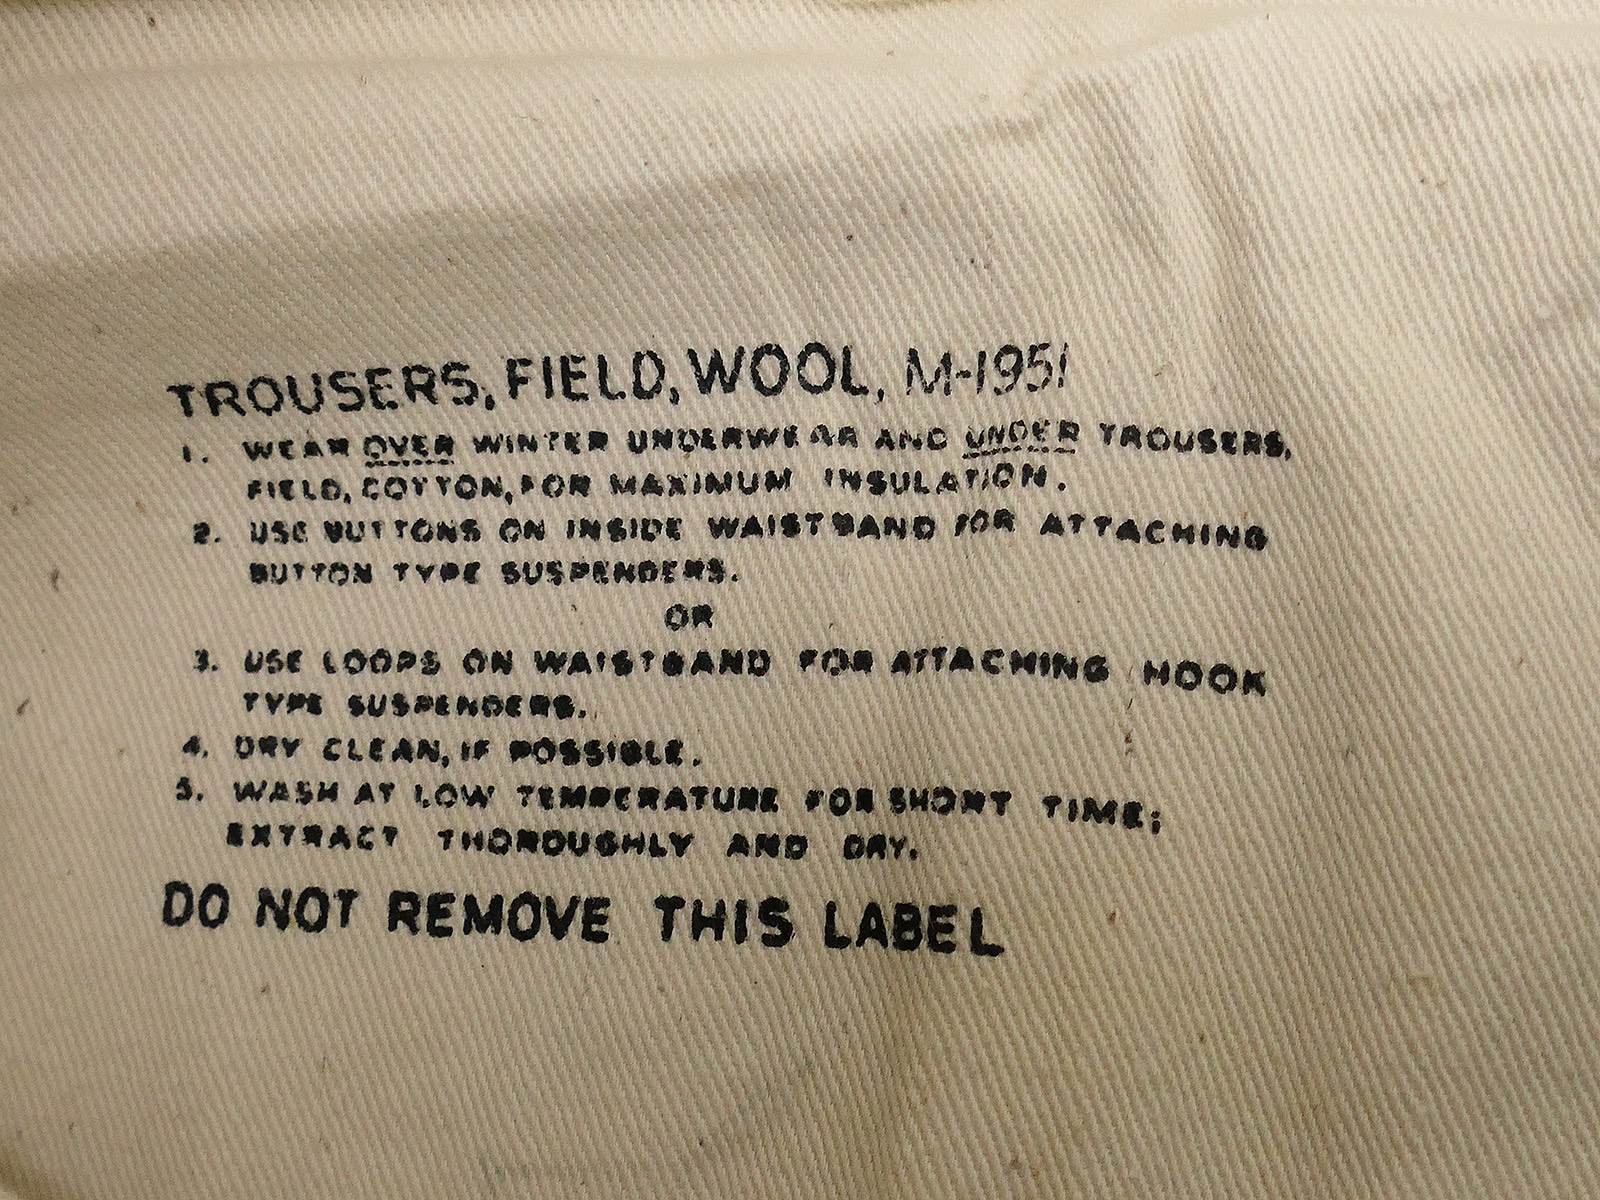 TROUSERS, FIELD, WOOL, M-1951
1. WEAR OVER WINTER UNDERWEAR AND UNDER TROUSERS,
FIELD, COTTON, FOR MAXIMUM INSULATION.
2. USE BUTTONS ON INSIDE WAISTBAND FOR ATTACHING
BUTTON TYPE SUSPENDERS.
OR
3. USE LOOPS ON WAISTBAND FOR ATTACHING HOOK
TYPE SUSPENDERS.
4. DRY CLEAN, IF POSSIBLE.
5. WASH AT LOW TEMPERATURE FOR SHORT TIME;
EXTRACT THOROUGHLY AND DRY.
DO NOT REMOVE THIS LABEL